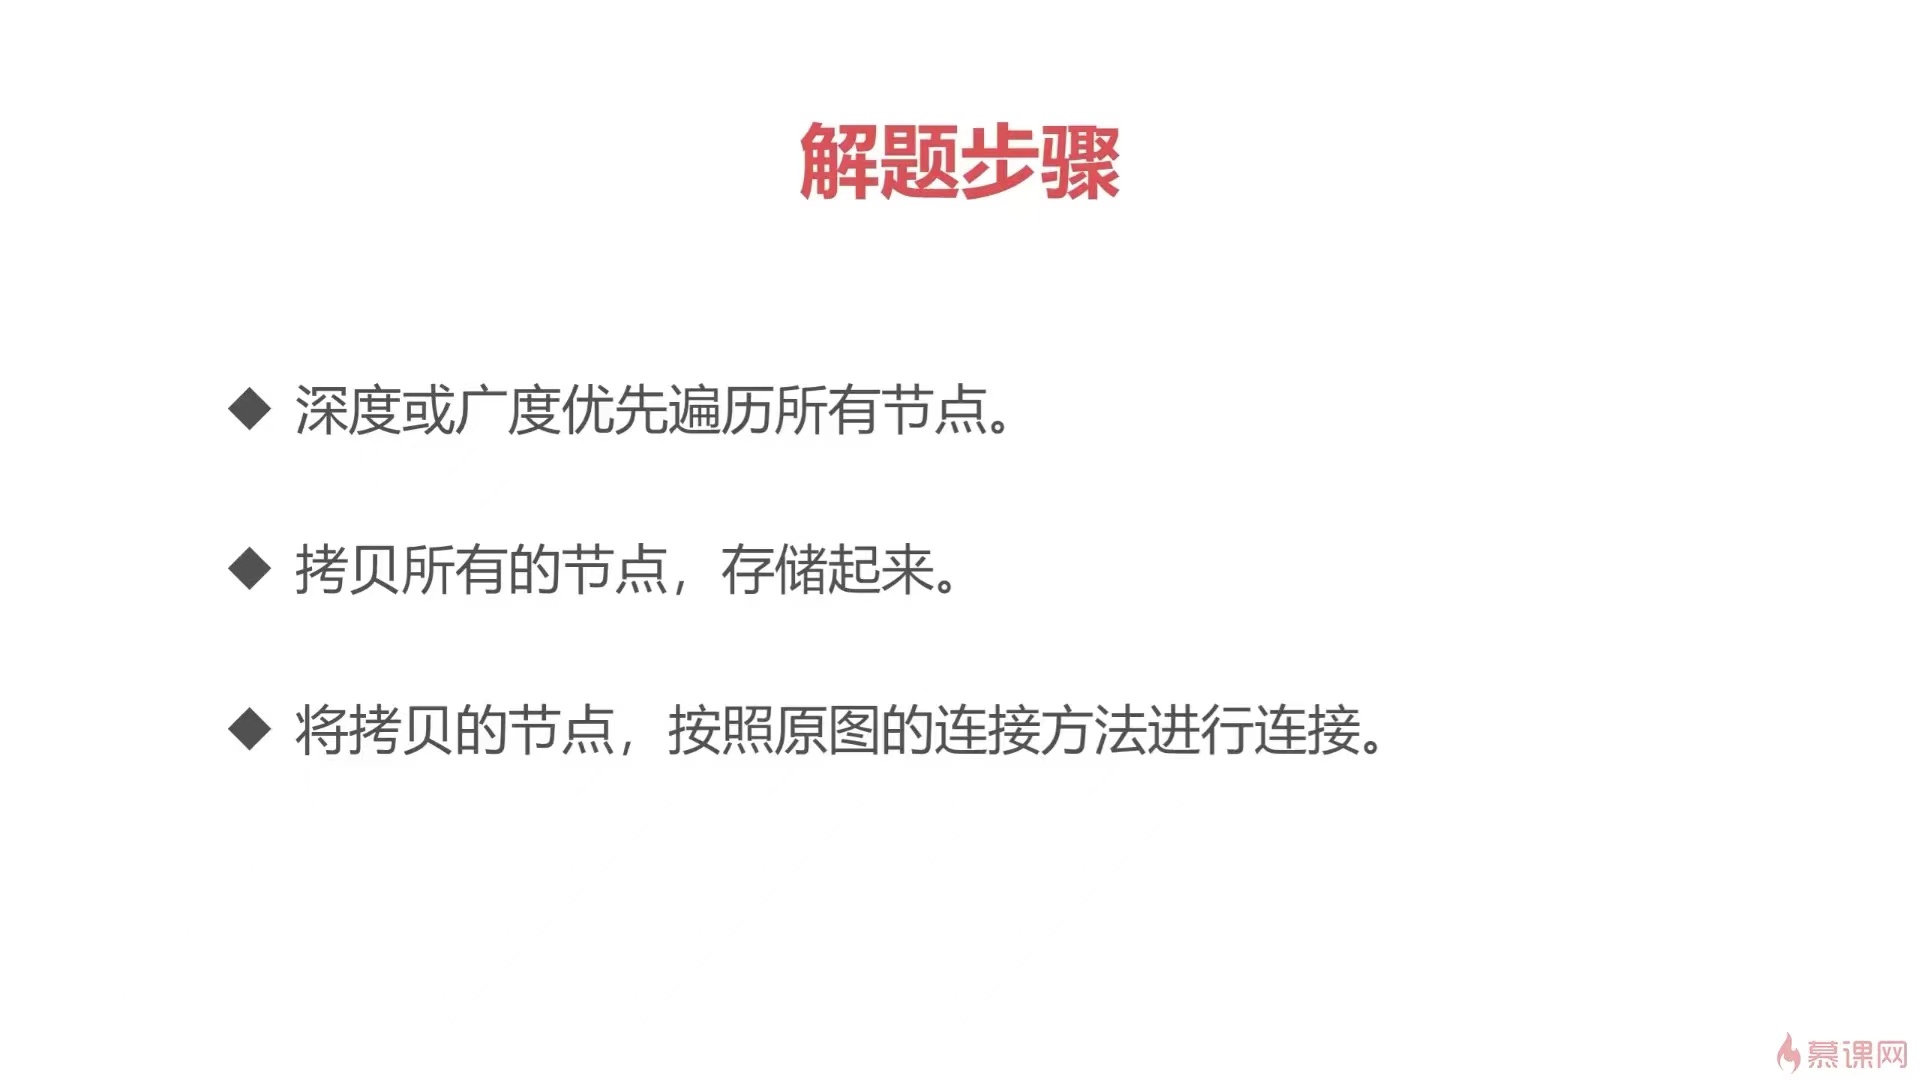 解题步骤
◆ 深度或广度优先遍历所有节点。
◆ 拷贝所有的节点，存储起来。
◆ 将拷贝的节点，按照原图的连接方法进行连接。
慕课网